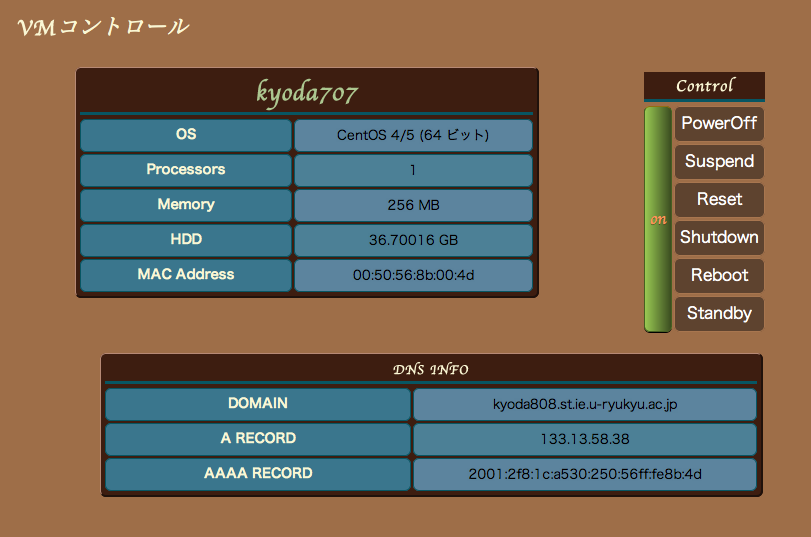 VMコントロール
kyoda707
OS CentOS 4/5 (64 ビット)
Processors 1
Memory 256 MB
HDD 36.70016 GB
MAC Address 00:50:56:8b:00:4d
Control
on
PowerOff
Suspend
Reset
Shutdown
Reboot
Standby
DNS INFO
DOMAIN kyoda808.st.ie.u-ryukyu.ac.jp
A RECORD 133.13.58.38
AAAA RECORD 2001:2f8:1c:a530:250:56ff:fe8b:4d